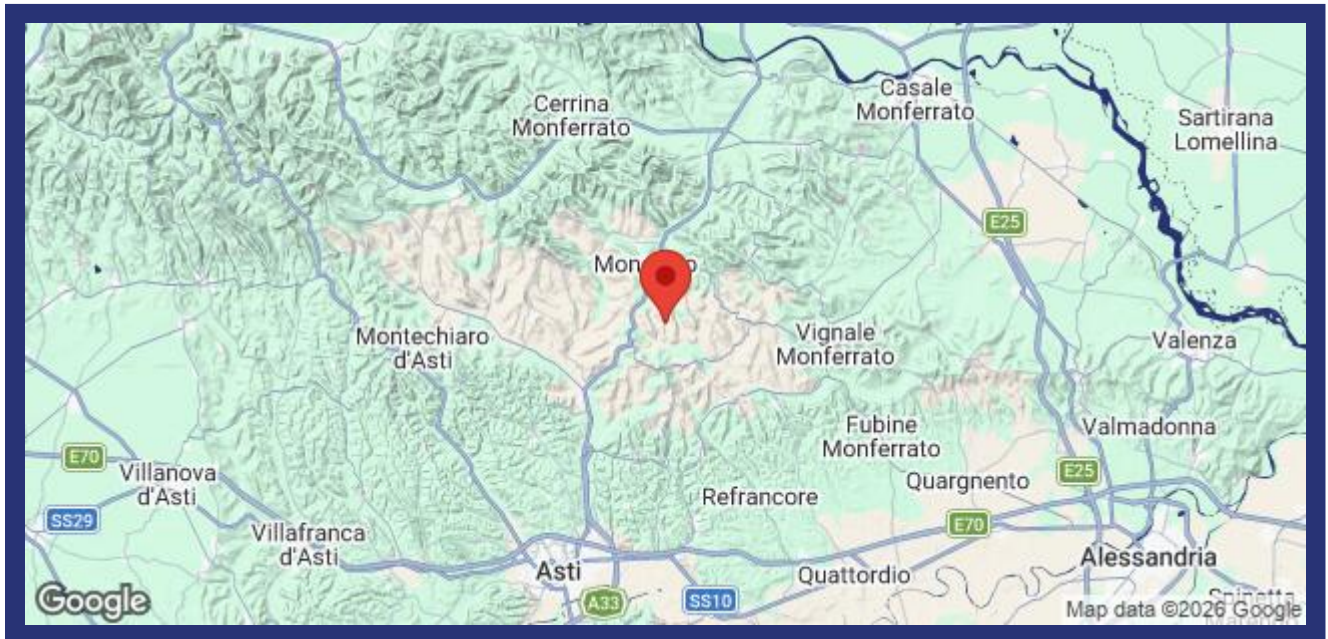 Cerrina
Monferrato
Casale
Monferrato
Sartirana
Lomellina
E25
Montechiaro
d'Asti
Vignale
Monferrato
Valenza
Fubine
Monferrato
Valmadonna
E70
Villanova
d'Asti
E25
Quargnento
Refrancore
SS29
Villafranca
d'Asti
E70
Asti
Quattordio
Alessandria
A33
SS10
Google
Map data ©2026 Google